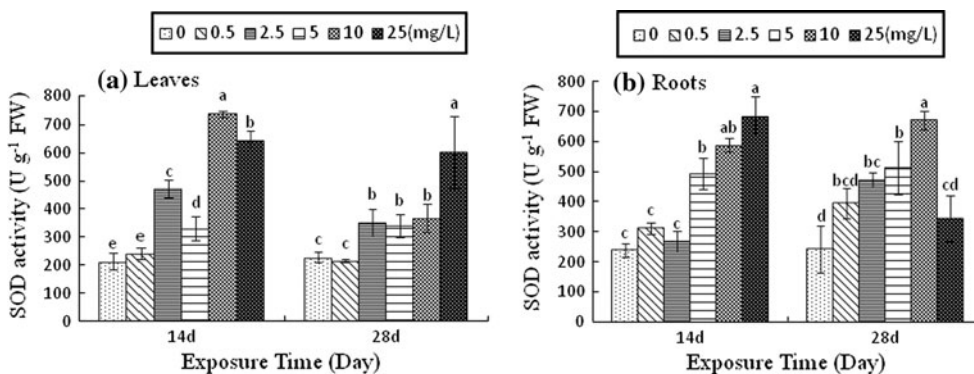 0 0.5 2.5 5 10 25(mg/L)
(a) Leaves
SOD activity (U g-1 FW)
800
700
600
500
400
300
200
100
0
e e c d a b
c c b b b a
14d 28d
Exposure Time (Day)
0 0.5 2.5 5 10 25(mg/L)
(b) Roots
SOD activity (U g-1 FW)
800
700
600
500
400
300
200
100
0
c c c b ab a
d bcd bc b a cd
14d 28d
Exposure Time (Day)